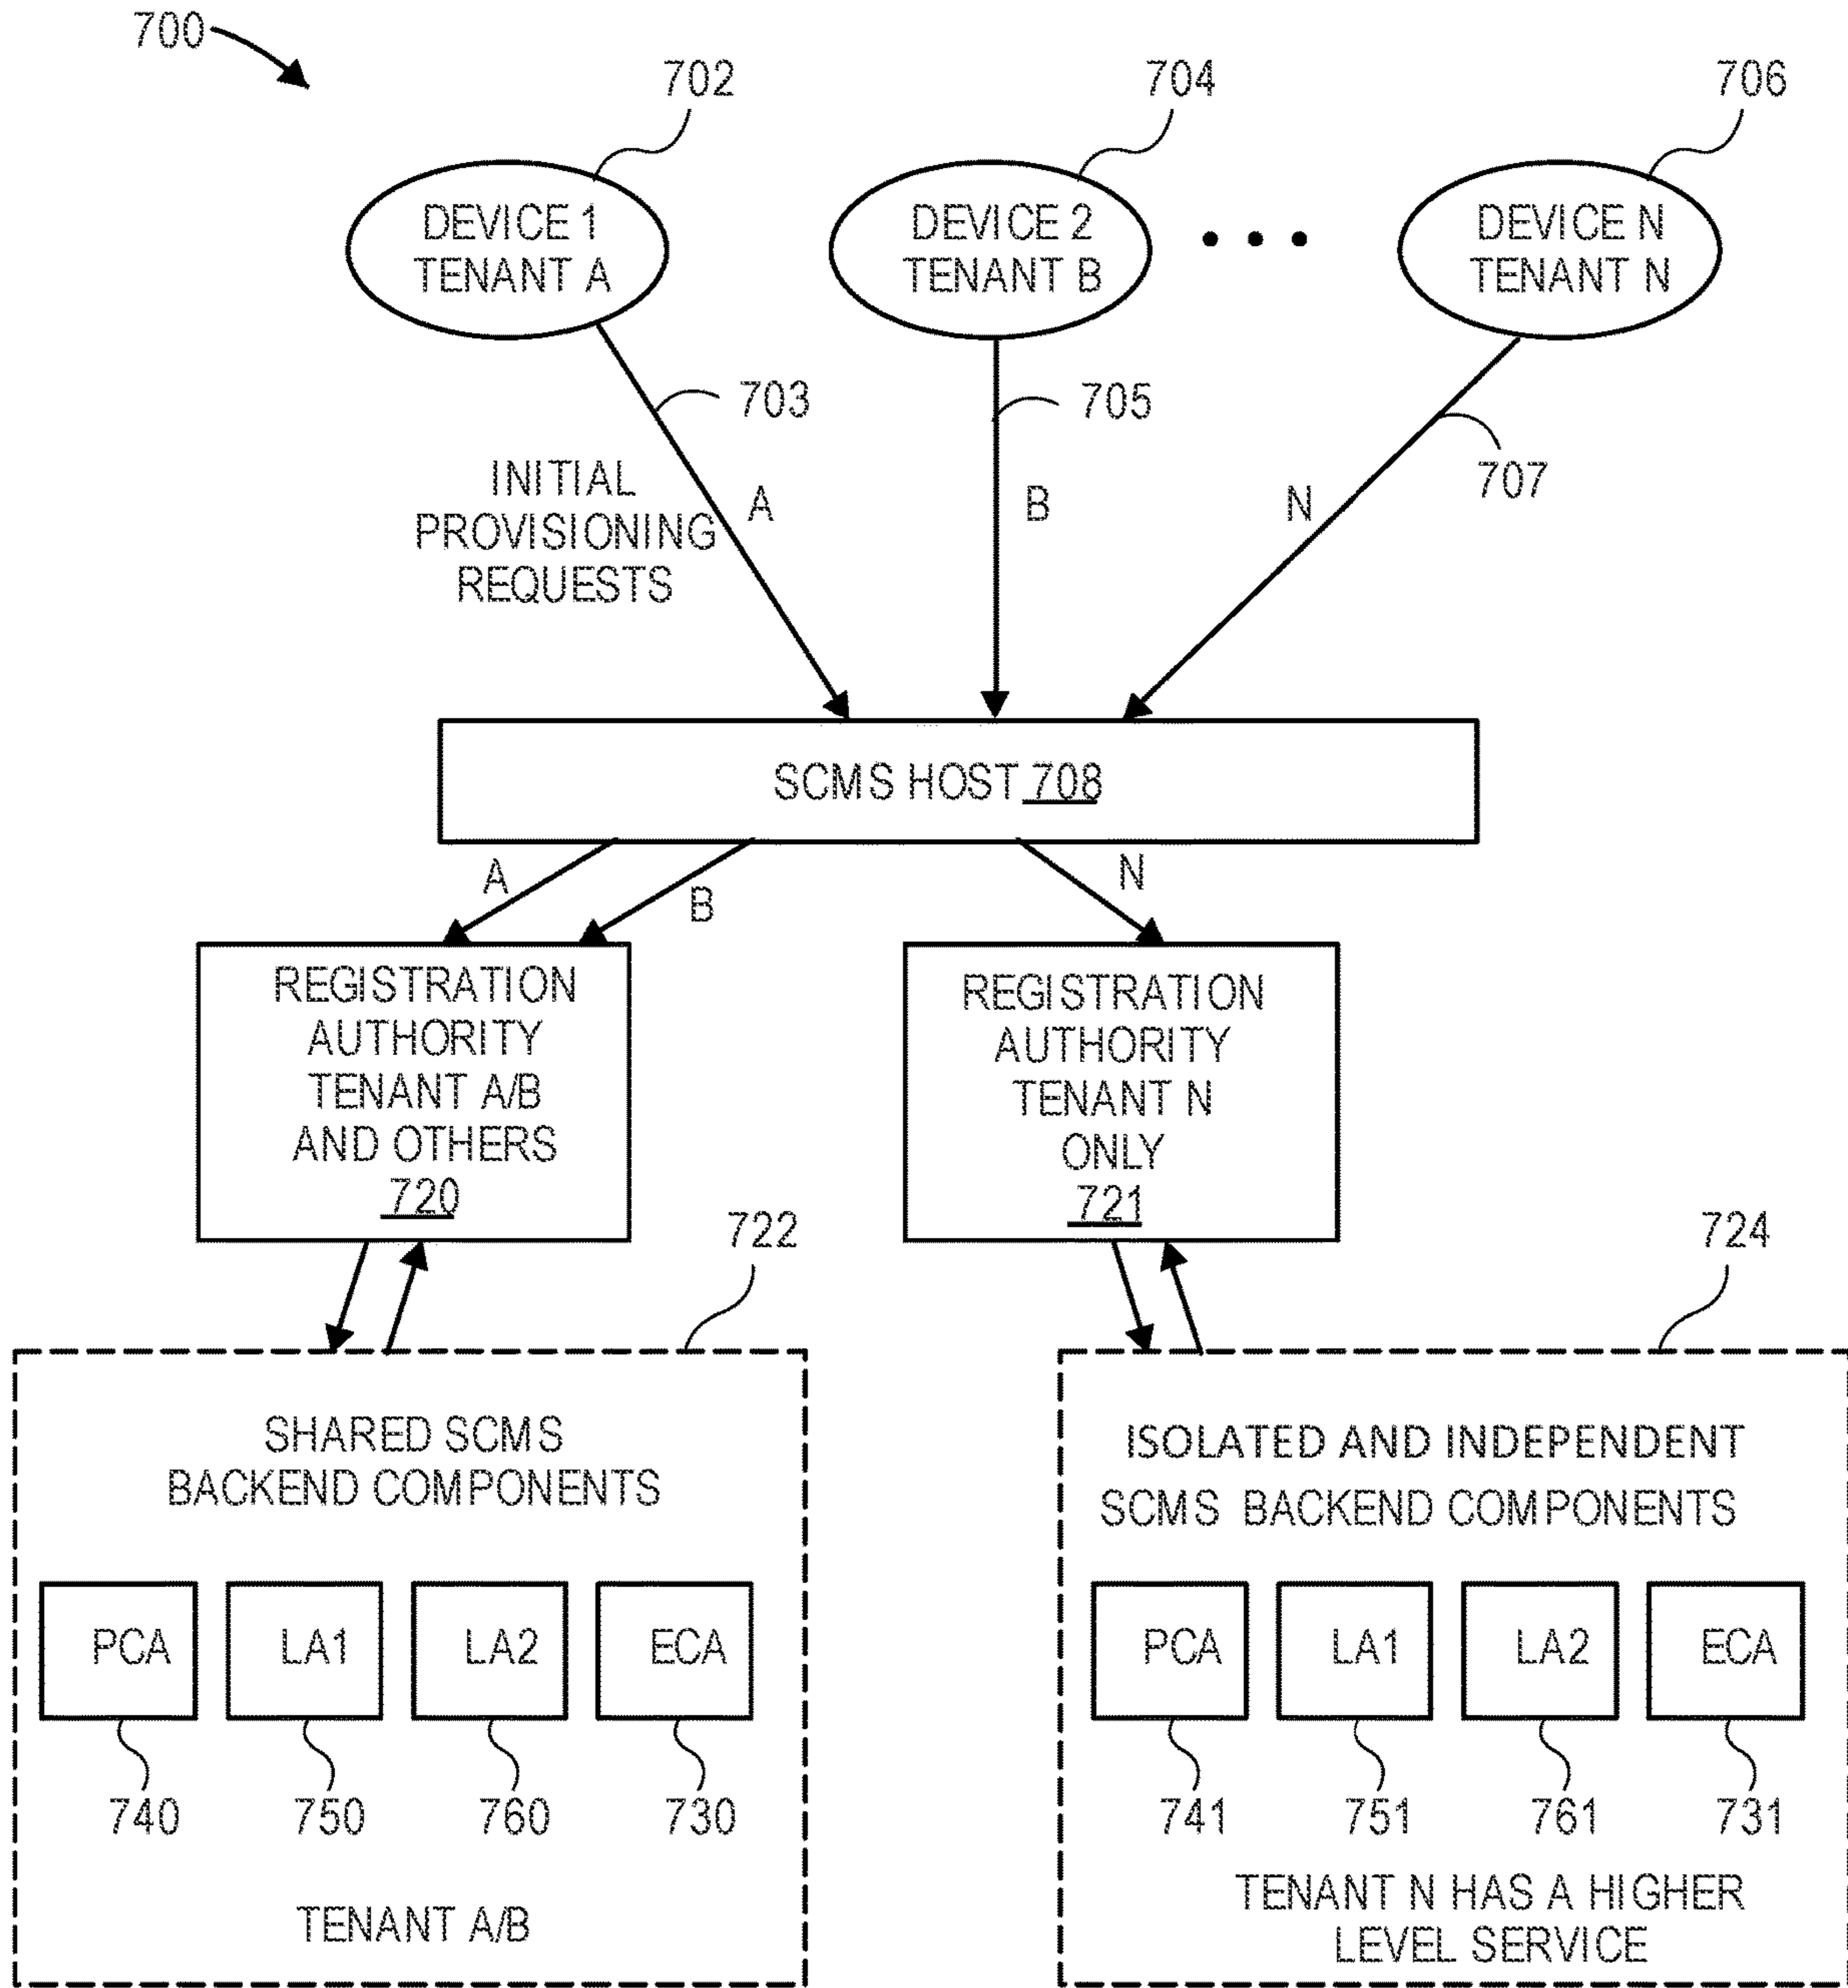 700
702
704
706
DEVICE 1
TENANT A
DEVICE 2
TENANT B
DEVICE N
TENANT N
703
705
707
INITIAL
PROVISIONING
REQUESTS
A
B
N
SCMS HOST 708
A
B
N
REGISTRATION
AUTHORITY
TENANT A/B
AND OTHERS
720
REGISTRATION
AUTHORITY
TENANT N
ONLY
721
722
724
SHARED SCMS
BACKEND COMPONENTS
PCA
LA1
LA2
ECA
740
750
760
730
TENANT A/B
ISOLATED AND INDEPENDENT
SCMS BACKEND COMPONENTS
PCA
LA1
LA2
ECA
741
751
761
731
TENANT N HAS A HIGHER
LEVEL SERVICE